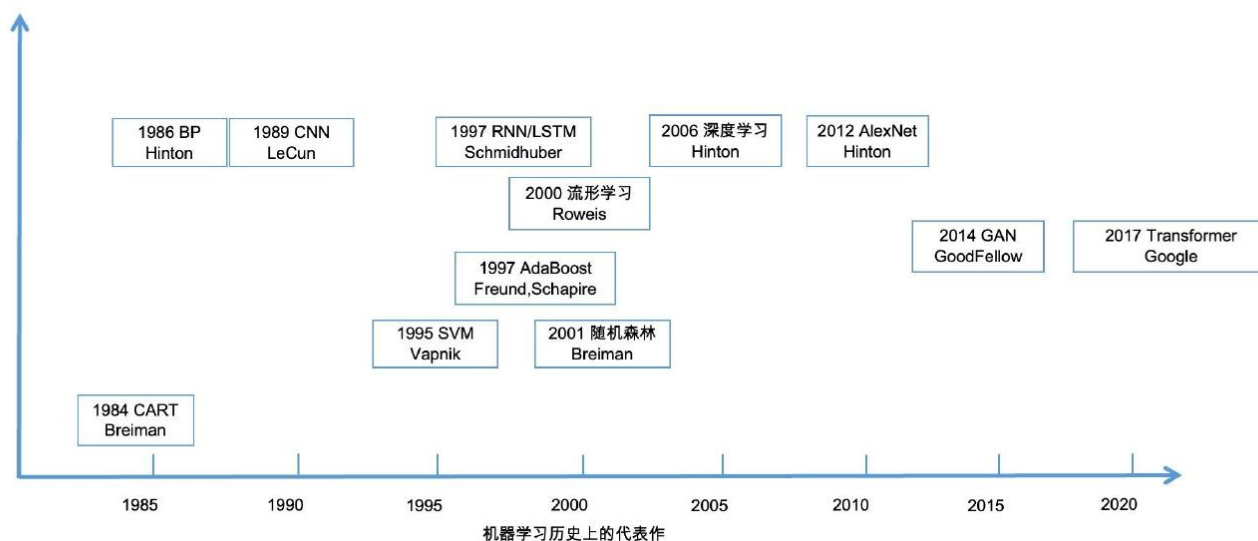 1986 BP
Hinton
1989 CNN
LeCun
1997 RNN/LSTM
Schmidhuber
2006 深度学习
Hinton
2012 AlexNet
Hinton
2000 流形学习
Roweis
2014 GAN
GoodFellow
2017 Transformer
Google
1997 AdaBoost
Freund,Schapire
1995 SVM
Vapnik
2001 随机森林
Breiman
1984 CART
Breiman
1985
1990
1995
2000
2005
2010
2015
2020
机器学习历史上的代表作